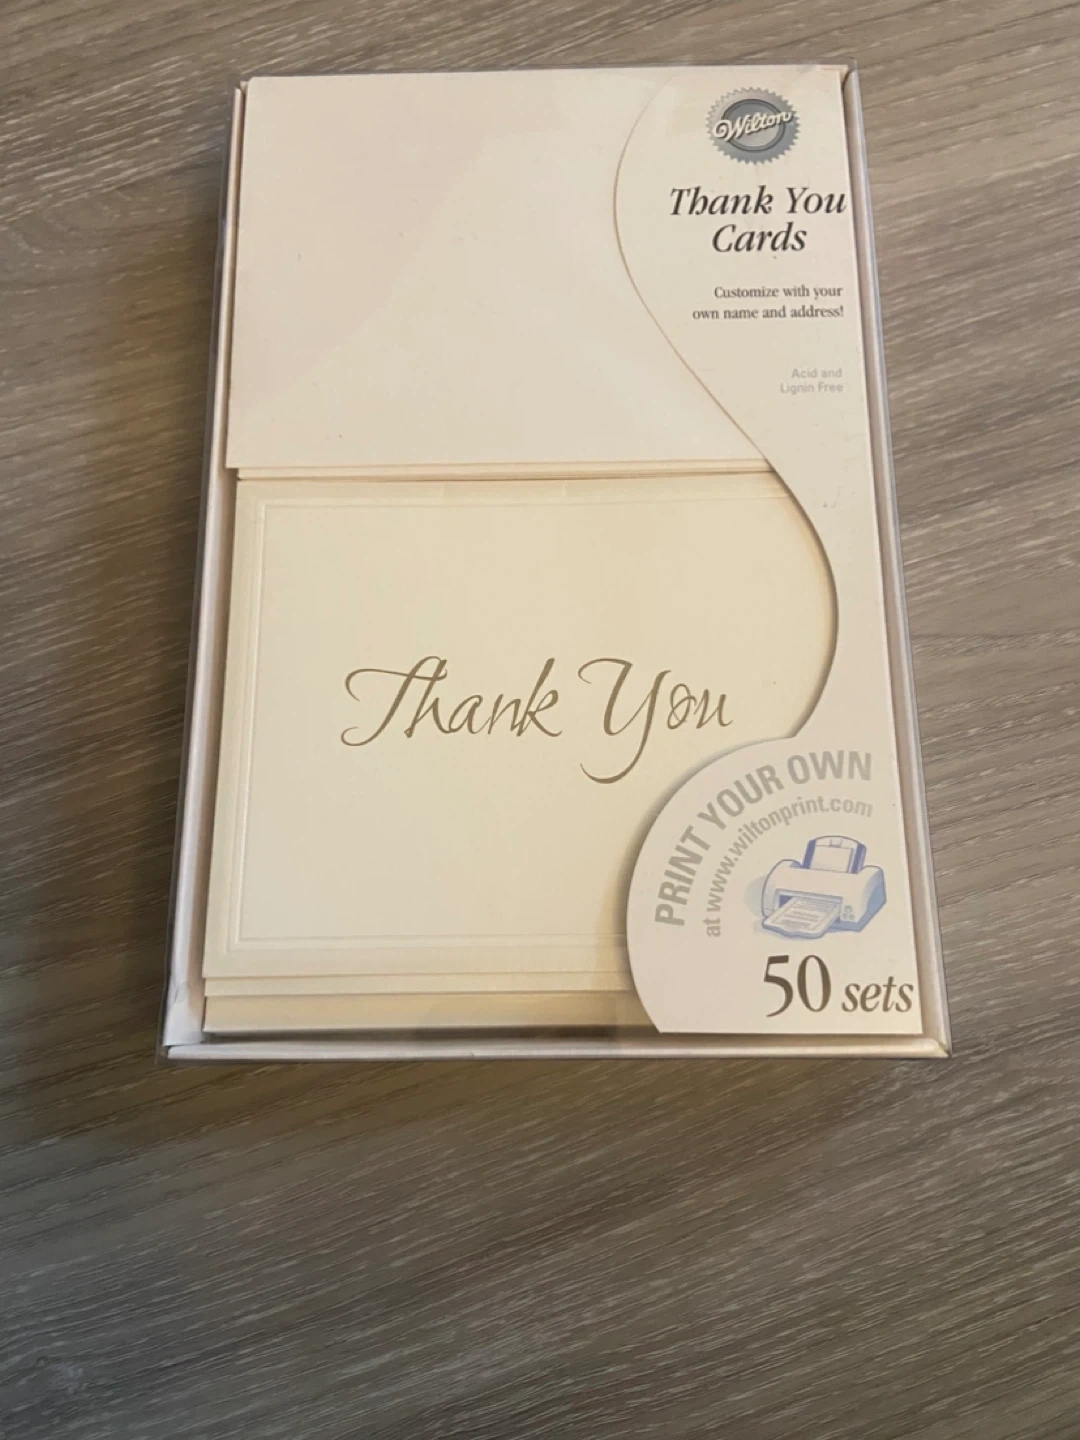 Wilton
Thank You
Cards
Customize with your
own name and address!
Acid and
Lignin Free
Thank You
PRINT YOUR OWN
at www.wiltonprint.com
50 sets